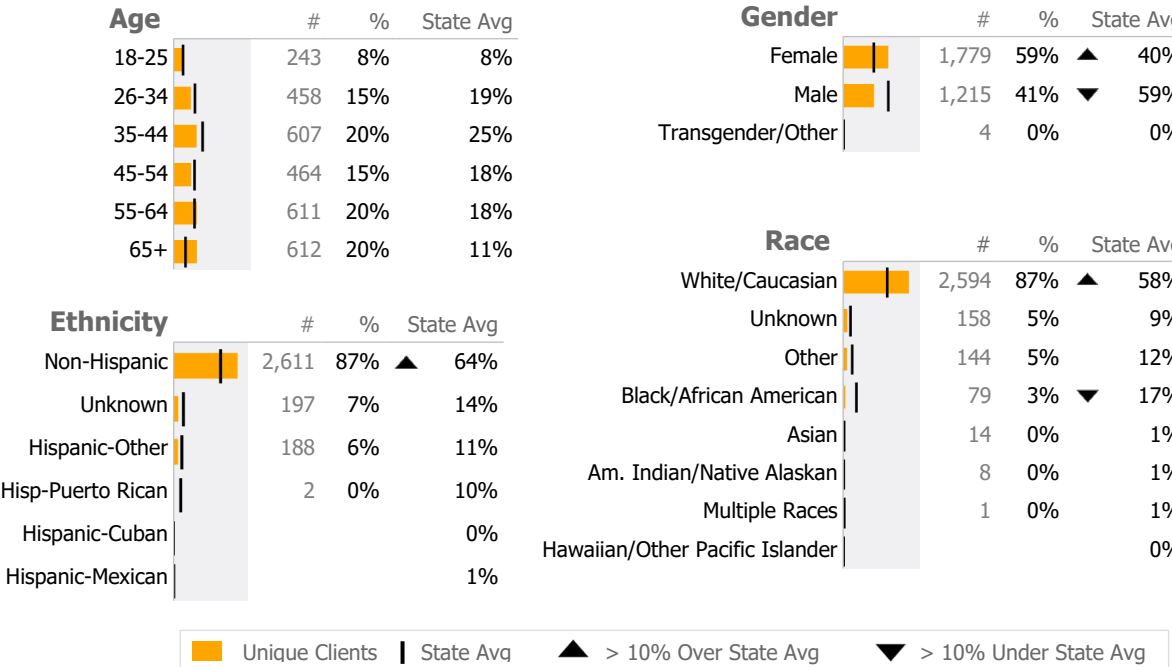 Age # % State Avg
18-25 243 8% 8%
26-34 458 15% 19%
35-44 607 20% 25%
45-54 464 15% 18%
55-64 611 20% 18%
65+ 612 20% 11%
Ethnicity # % State Avg
Non-Hispanic 2,611 87% ▲ 64%
Unknown 197 7% 14%
Hispanic-Other 188 6% 11%
Hisp-Puerto Rican 2 0% 10%
Hispanic-Cuban 0%
Hispanic-Mexican 1%
Gender # % State Avg
Female 1,779 59% ▲ 40%
Male 1,215 41% ▼ 59%
Transgender/Other 4 0% 0%
Race # % State Avg
White/Caucasian 2,594 87% ▲ 58%
Unknown 158 5% 9%
Other 144 5% 12%
Black/African American 79 3% ▼ 17%
Asian 14 0% 1%
Am. Indian/Native Alaskan 8 0% 1%
Multiple Races 1 0% 1%
Hawaiian/Other Pacific Islander 0%
Unique Clients State Avg ▲ > 10% Over State Avg ▼ > 10% Under State Avg